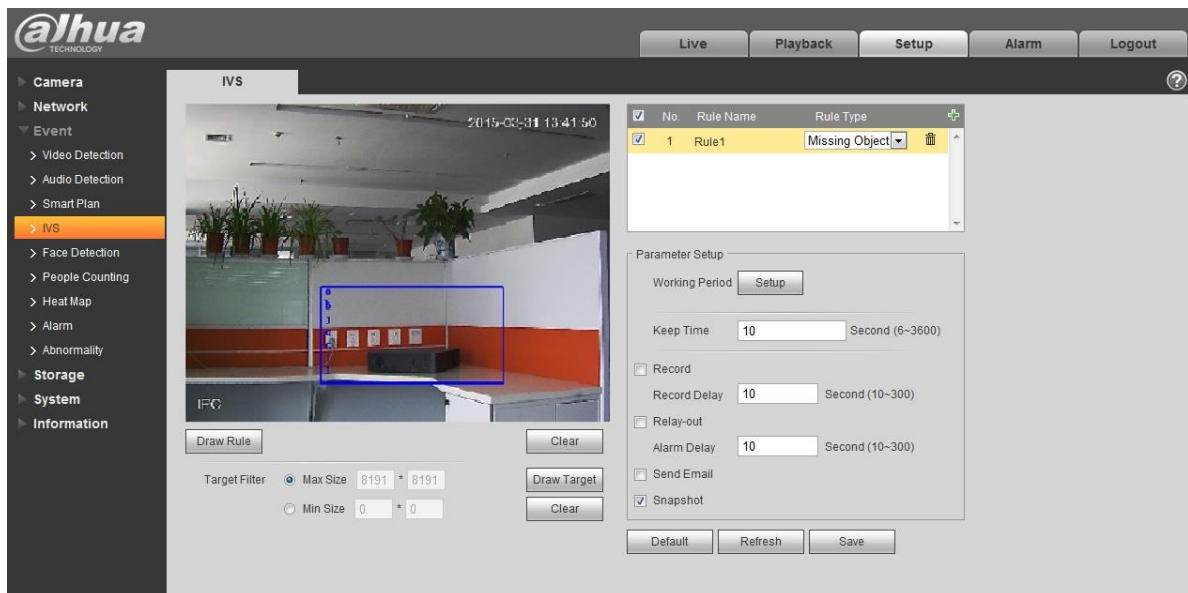 alhua
TECHNOLOGY
Live
Playback
Setup
Alarm
Logout
Camera
Network
Event
Video Detection
Audio Detection
Smart Plan
IVS
Face Detection
People Counting
Heat Map
Alarm
Abnormality
Storage
System
Information
IVS
2015-03-31 13:41:50
IPC
Draw Rule
Clear
Target Filter Max Size 8191 * 8191 Draw Target
Min Size 0 * 0 Clear
No. Rule Name Rule Type
1 Rule1 Missing Object
Parameter Setup
Working Period Setup
Keep Time 10 Second (6~3600)
Record
Record Delay 10 Second (10~300)
Relay-out
Alarm Delay 10 Second (10~300)
Send Email
Snapshot
Default Refresh Save